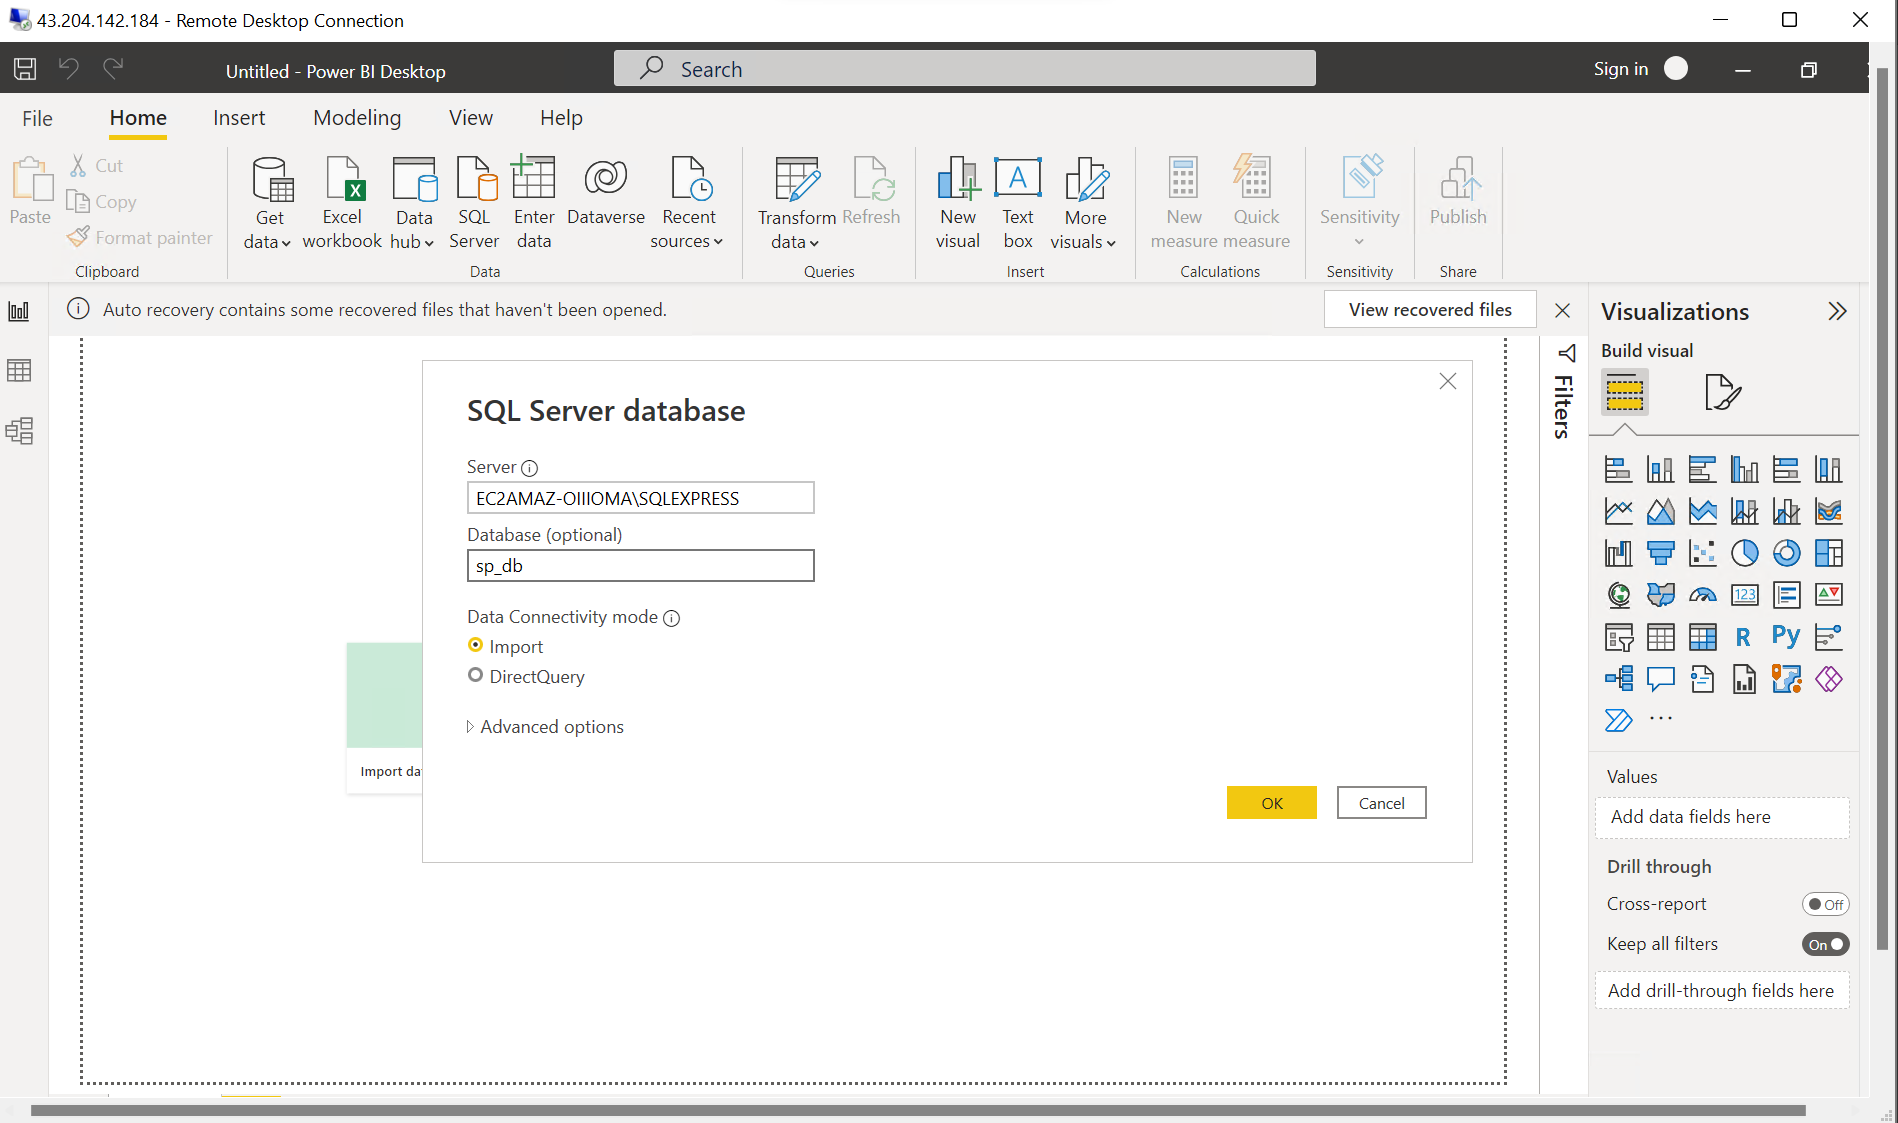 43.204.142.184 - Remote Desktop Connection
Untitled - Power BI Desktop
Search
Sign in
File
Home
Insert
Modeling
View
Help
Paste
Cut
Copy
Format painter
Clipboard
Get data
Excel workbook
Data hub
SQL Server
Enter data
Dataverse
Recent sources
Data
Transform data
Refresh
Queries
New visual
Text box
More visuals
Insert
New measure
Quick measure
Calculations
Sensitivity
Sensitivity
Publish
Share
Auto recovery contains some recovered files that haven't been opened.
View recovered files
SQL Server database
Server
EC2AMAZ-OIIIOMA\SQLEXPRESS
Database (optional)
sp_db
Data Connectivity mode
Import
DirectQuery
Advanced options
OK
Cancel
Import da
Filters
Visualizations
Build visual
A
123
R
Py
Values
Add data fields here
Drill through
Cross-report
Off
Keep all filters
On
Add drill-through fields here